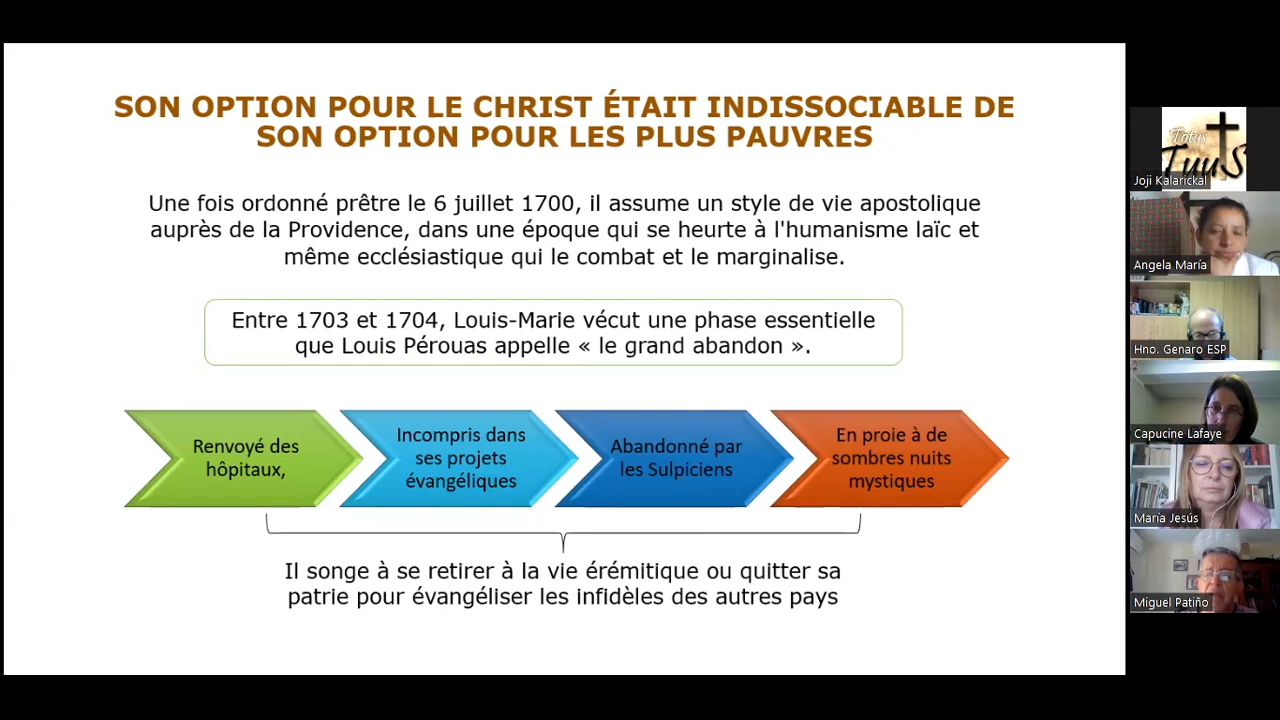 SON OPTION POUR LE CHRIST ÉTAIT INDISSOCIABLE DE
SON OPTION POUR LES PLUS PAUVRES
Une fois ordonné prêtre le 6 juillet 1700, il assume un style de vie apostolique
auprès de la Providence, dans une époque qui se heurte à l'humanisme laïc et
même ecclésiastique qui le combat et le marginalise.
Entre 1703 et 1704, Louis-Marie vécut une phase essentielle
que Louis Pérouas appelle « le grand abandon ».
Renvoyé des
hôpitaux,
Incompris dans
ses projets
évangéliques
Abandonné par
les Sulpiciens
En proie à de
sombres nuits
mystiques
Il songe à se retirer à la vie érémitique ou quitter sa
patrie pour évangéliser les infidèles des autres pays
Totus
Tuus
Joji Kalarickal
Angela María
Hno. Genaro ESP
Capucine Lafaye
María Jesús
Miguel Patiño